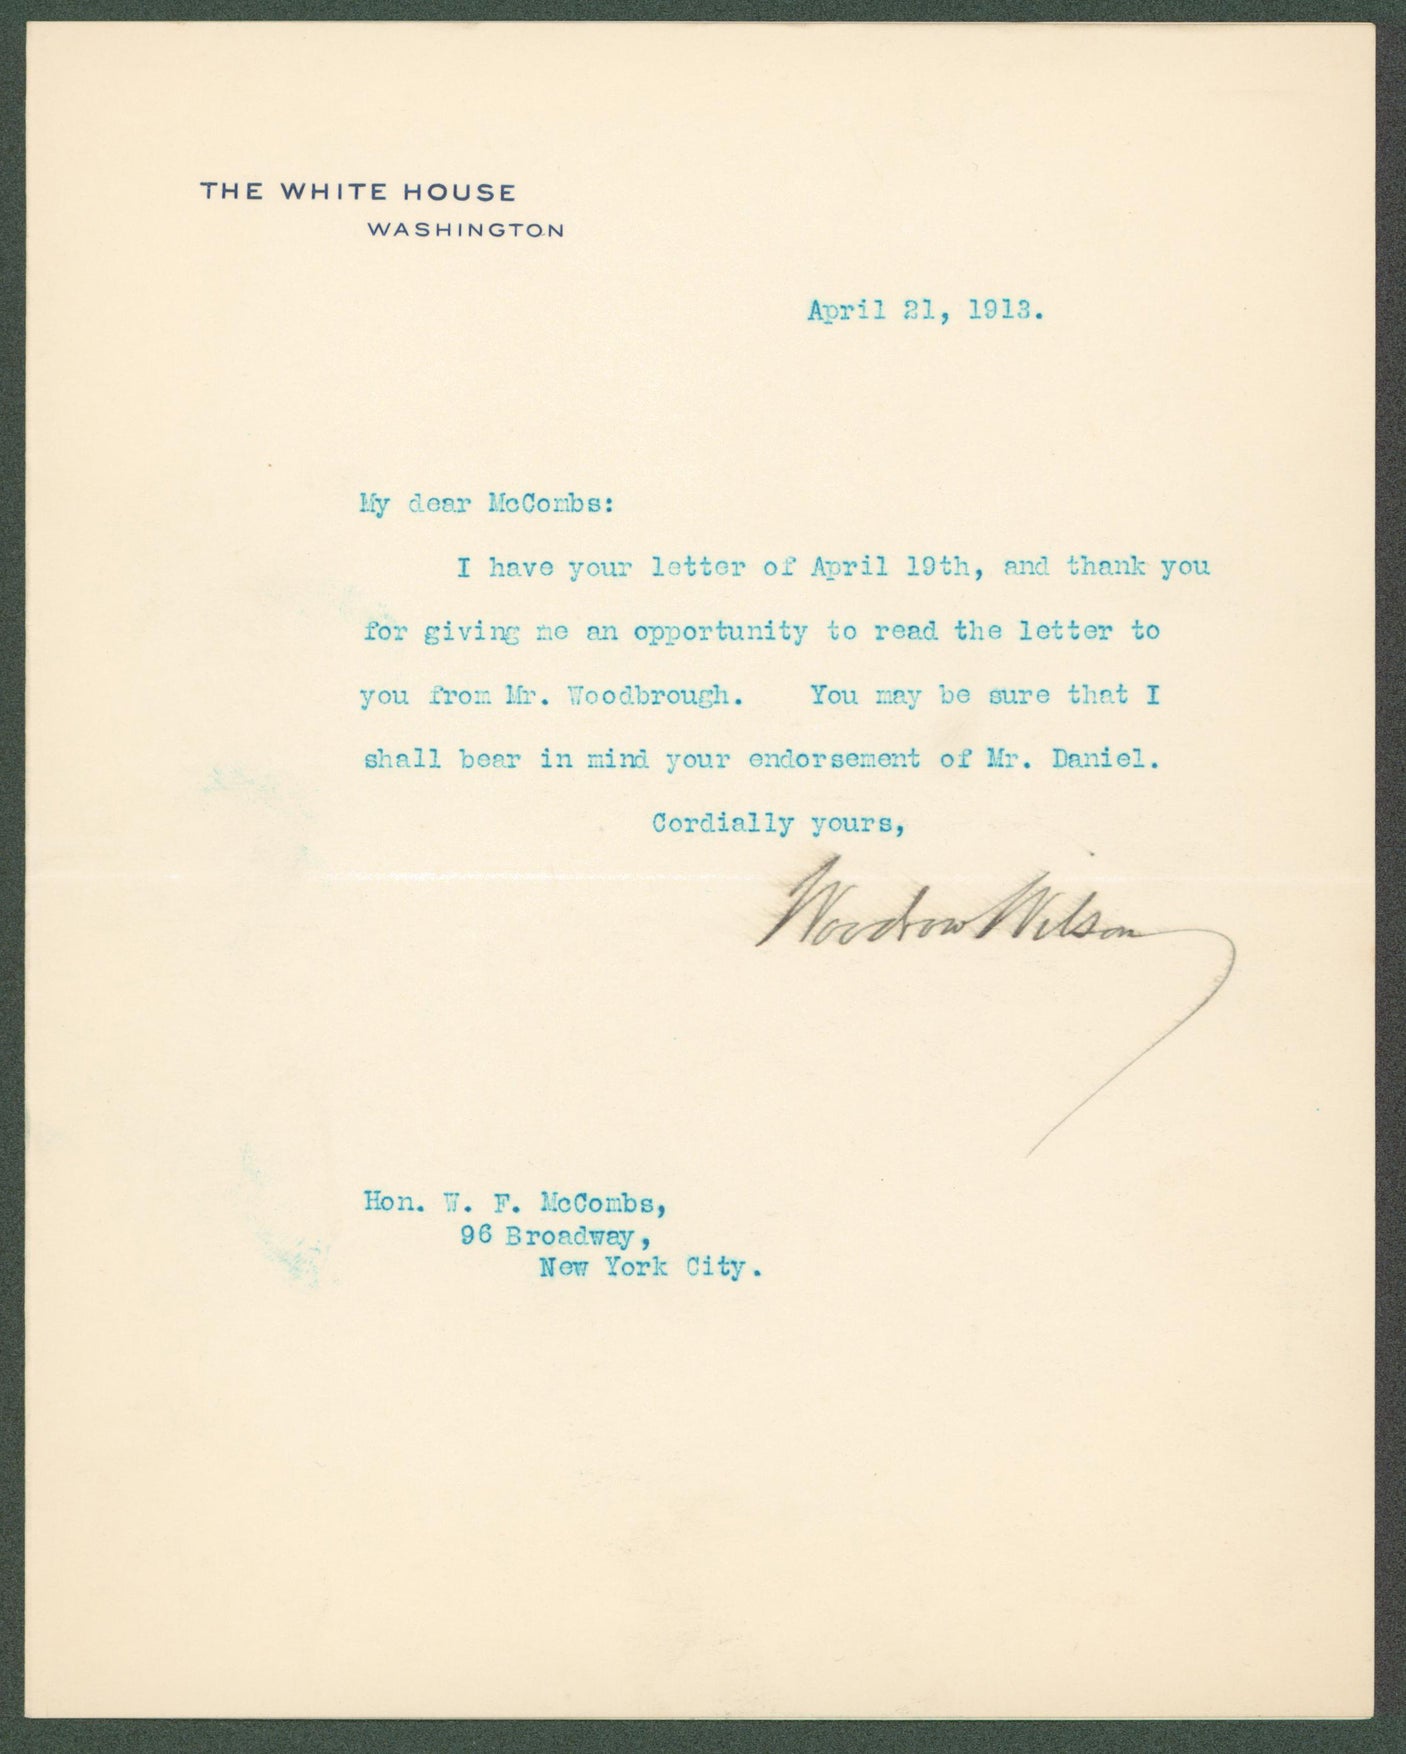 THE WHITE HOUSE
WASHINGTON
April 21, 1913.
My dear McCombs:
I have your letter of April 19th, and thank you
for giving me an opportunity to read the letter to
you from Mr. Woodbrough. You may be sure that I
shall bear in mind your endorsement of Mr. Daniel.
Cordially yours,
Woodrow Wilson
Hon. W. F. McCombs,
96 Broadway,
New York City.